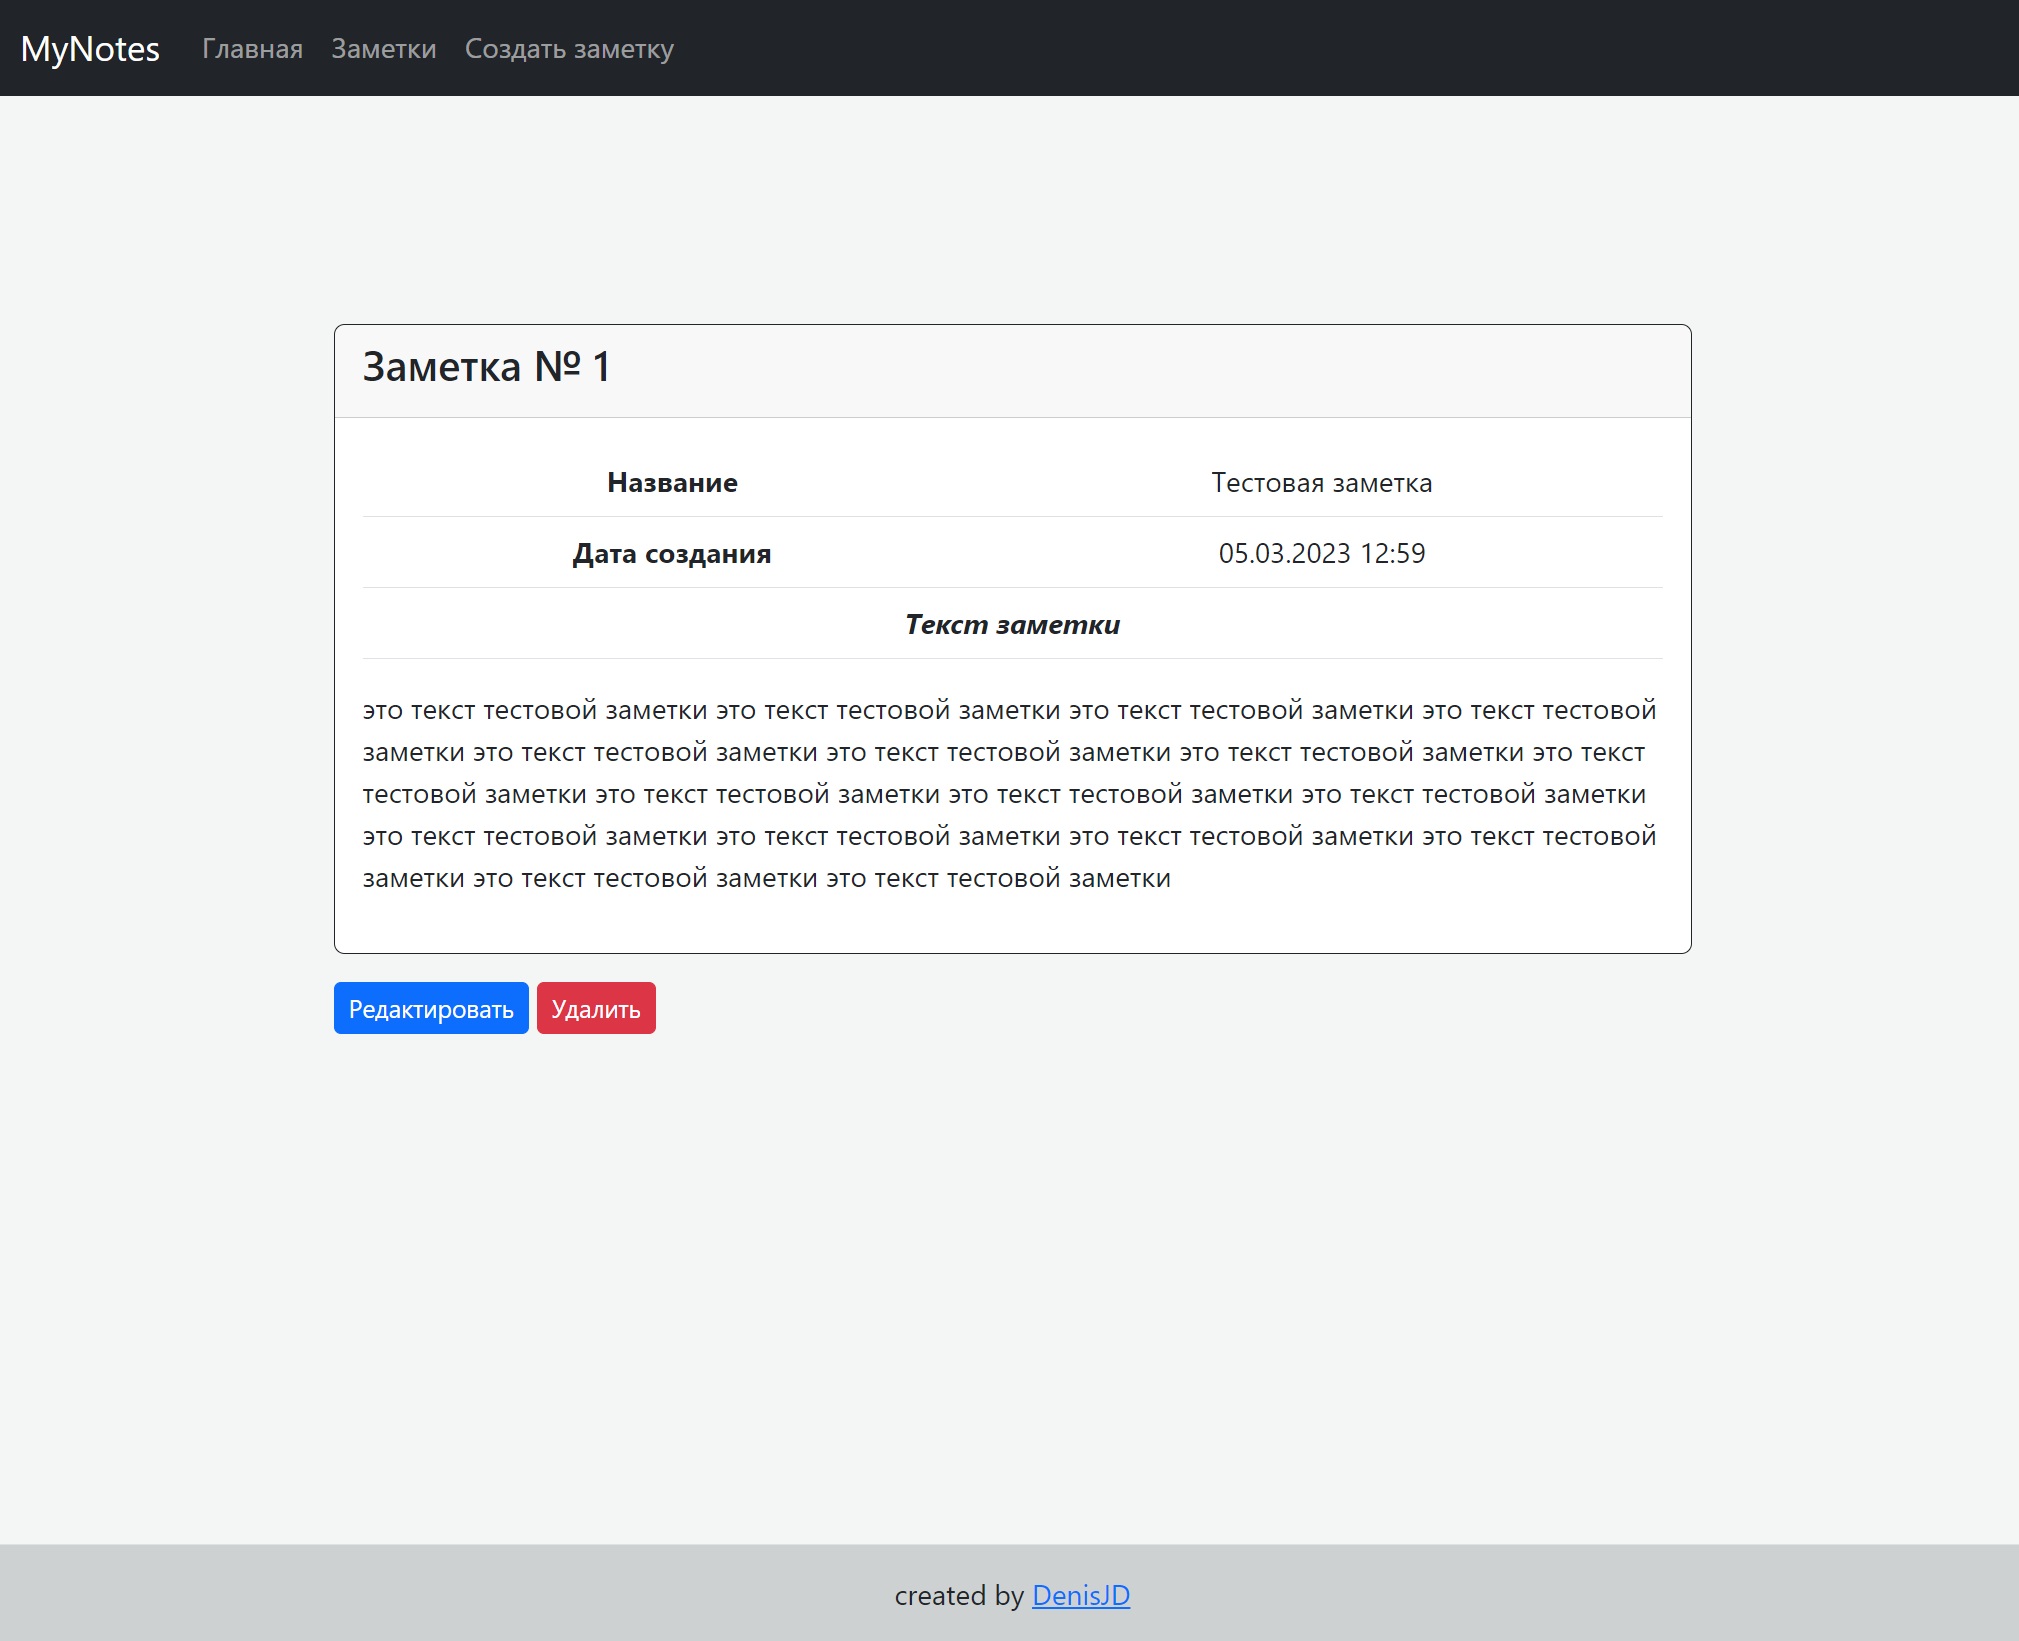 MyNotes Главная Заметки Создать заметку
Заметка № 1
Название Тестовая заметка
Дата создания 05.03.2023 12:59
Текст заметки
это текст тестовой заметки это текст тестовой заметки это текст тестовой заметки это текст тестовой
заметки это текст тестовой заметки это текст тестовой заметки это текст тестовой заметки это текст
тестовой заметки это текст тестовой заметки это текст тестовой заметки это текст тестовой заметки
это текст тестовой заметки это текст тестовой заметки это текст тестовой заметки это текст тестовой
заметки это текст тестовой заметки это текст тестовой заметки
Редактировать Удалить
created by DenisJD